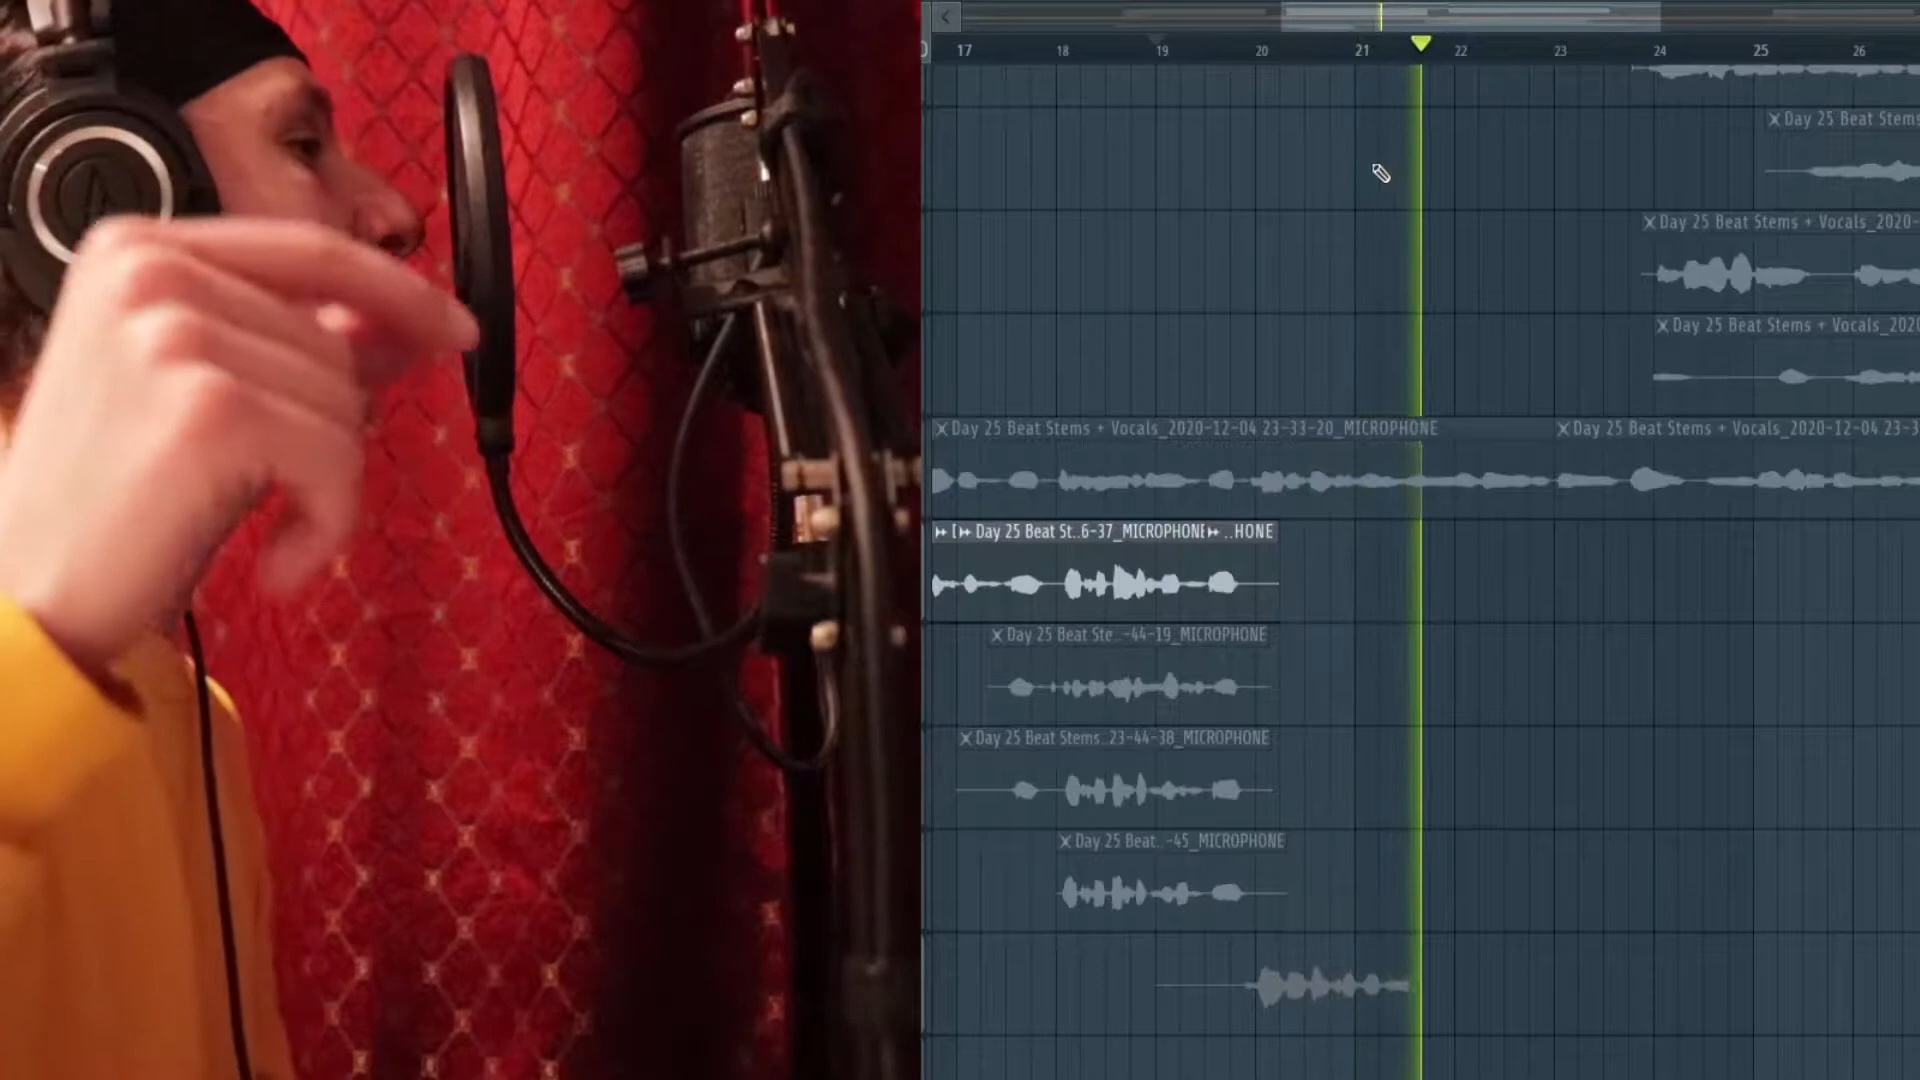 17 18 19 20 21 22 23 24 25 26
Day 25 Beat Stems
Day 25 Beat Stems + Vocals_2020-
Day 25 Beat Stems + Vocals_202
Day 25 Beat Stems + Vocals_2020-12-04 23-33-20_MICROPHONE
Day 25 Beat Stems + Vocals_2020-12-04 23-3
Day 25 Beat St..6-37_MICROPHONE
..HONE
Day 25 Beat Ste..-44-19_MICROPHONE
Day 25 Beat Stems..23-44-38_MICROPHONE
Day 25 Beat..-45_MICROPHONE